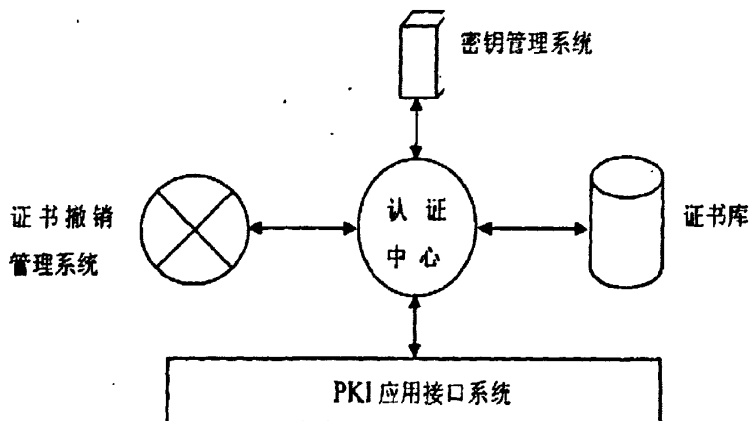 密钥管理系统
证书撤销
管理系统
认证
中心
证书库
PKI应用接口系统